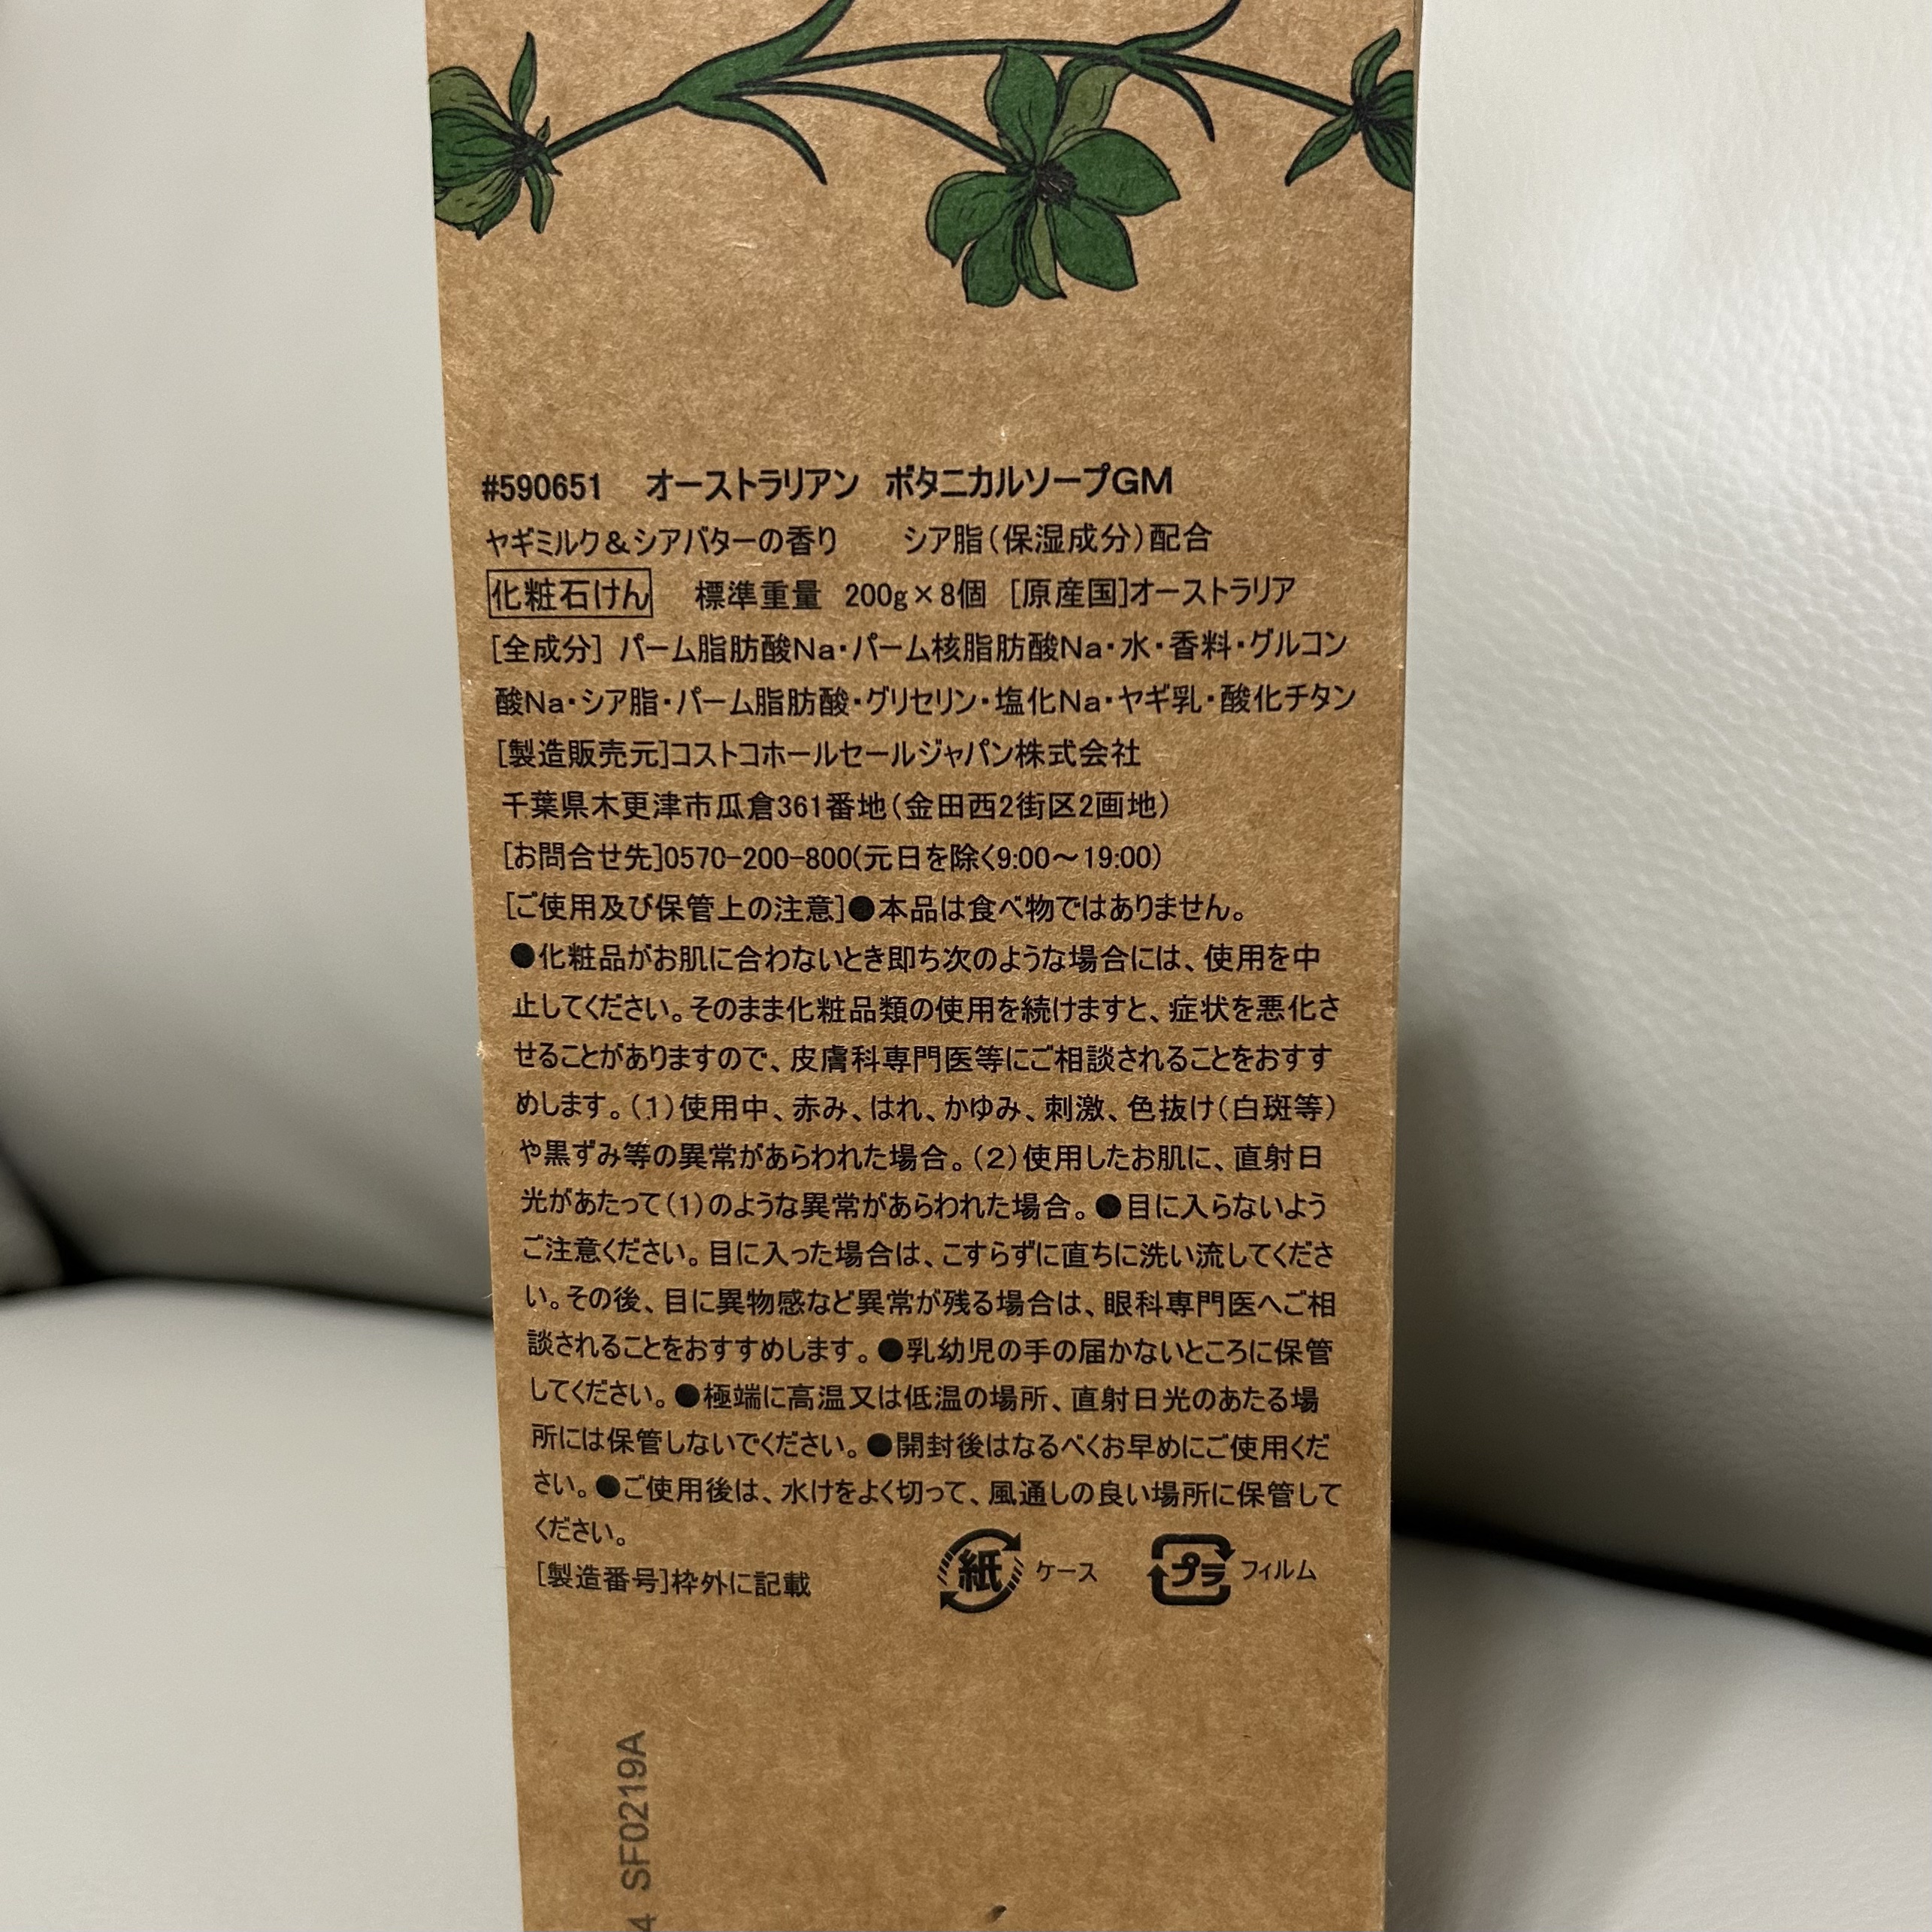 #590651 オーストラリアン ボタニカルソープGM
ヤギミルク&シアバターの香り シア脂(保湿成分)配合
化粧石けん 標準重量 200g×8個 [原産国]オーストラリア
[全成分] パーム脂肪酸Na・パーム核脂肪酸Na・水・香料・グルコン
酸Na・シア脂・パーム脂肪酸・グリセリン・塩化Na・ヤギ乳・酸化チタン
[製造販売元]コストコホールセールジャパン株式会社
千葉県木更津市瓜倉361番地(金田西2街区2画地)
[お問合せ先]0570-200-800(元日を除く9:00～19:00)
[ご使用及び保管上の注意]●本品は食べ物ではありません。
●化粧品がお肌に合わないとき即ち次のような場合には、使用を中
止してください。そのまま化粧品類の使用を続けますと、症状を悪化さ
せることがありますので、皮膚科専門医等にご相談されることをおすす
めします。(1)使用中、赤み、はれ、かゆみ、刺激、色抜け(白斑等)
や黒ずみ等の異常があらわれた場合。(2)使用したお肌に、直射日
光があたって(1)のような異常があらわれた場合。●目に入らないよう
ご注意ください。目に入った場合は、こすらずに直ちに洗い流してくださ
い。その後、目に異物感など異常が残る場合は、眼科専門医へご相
談されることをおすすめします。●乳幼児の手の届かないところに保管
してください。●極端に高温又は低温の場所、直射日光のあたる場
所には保管しないでください。●開封後はなるべくお早めにご使用くだ
さい。●ご使用後は、水けをよく切って、風通しの良い場所に保管して
ください。
[製造番号]枠外に記載 紙 ケース プラ フィルム
4 SF0219A